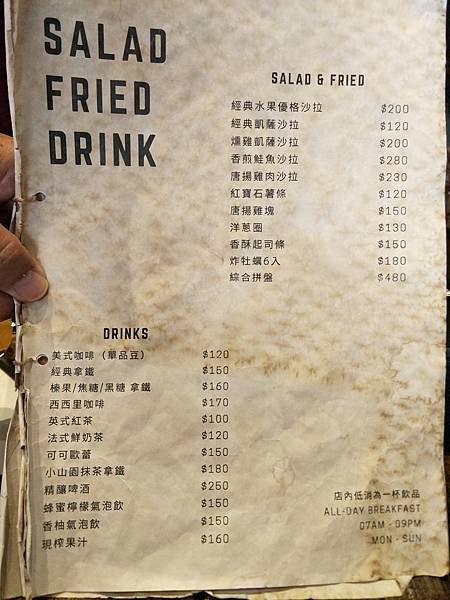 SALAD
FRIED
DRINK
SALAD & FRIED
經典水果優格沙拉 $200
經典凱薩沙拉 $120
燻雞凱薩沙拉 $200
香煎鮭魚沙拉 $280
唐揚雞肉沙拉 $230
紅寶石薯條 $120
唐揚雞塊 $150
洋蔥圈 $130
香酥起司條 $150
炸牡蠣6入 $180
綜合拼盤 $480
DRINKS
美式咖啡（單品豆） $120
經典拿鐵 $150
榛果/焦糖/黑糖 拿鐵 $160
西西里咖啡 $170
英式紅茶 $100
法式鮮奶茶 $120
可可歐蕾 $150
小山園抹茶拿鐵 $180
精釀啤酒 $250
蜂蜜檸檬氣泡飲 $150
香柚氣泡飲 $150
現榨果汁 $160
店內低消為一杯飲品
ALL-DAY BREAKFAST
07AM - 09PM
MON - SUN